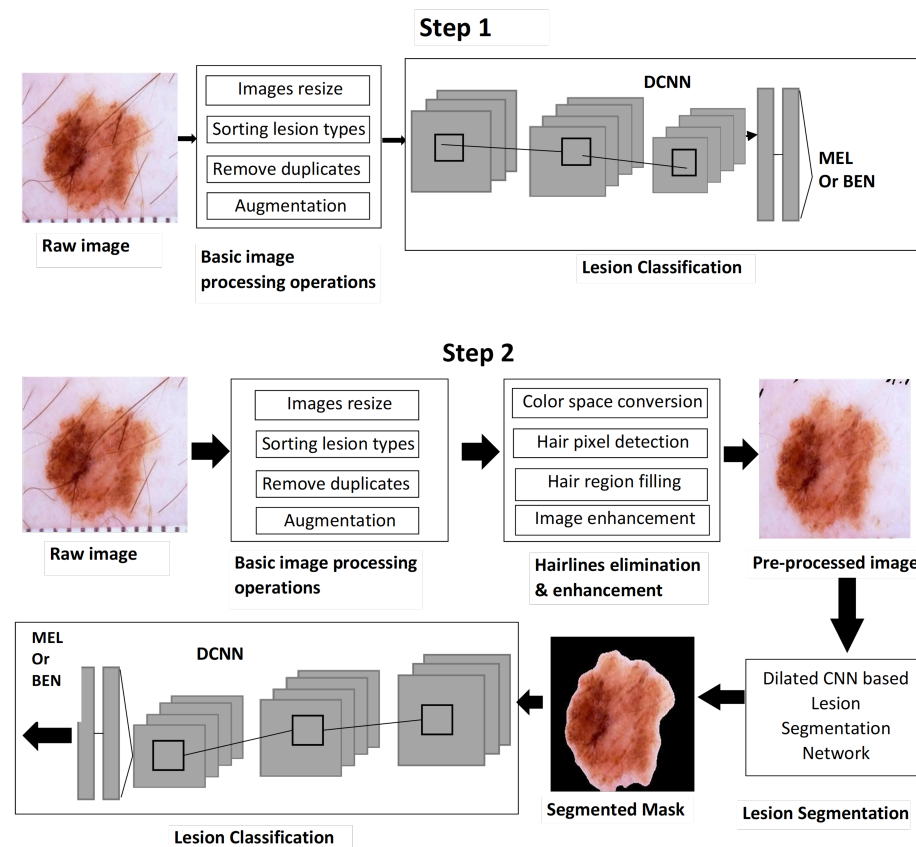 Step 1
Images resize
Sorting lesion types
Remove duplicates
Augmentation
DCNN
MEL
Or BEN
Raw image
Basic image
processing operations
Lesion Classification
Step 2
Images resize
Sorting lesion types
Remove duplicates
Augmentation
Color space conversion
Hair pixel detection
Hair region filling
Image enhancement
Raw image
Basic image processing
operations
Hairlines elimination
& enhancement
Pre-processed image
MEL
Or
BEN
DCNN
Dilated CNN based
Lesion
Segmentation
Network
Segmented Mask
Lesion Segmentation
Lesion Classification